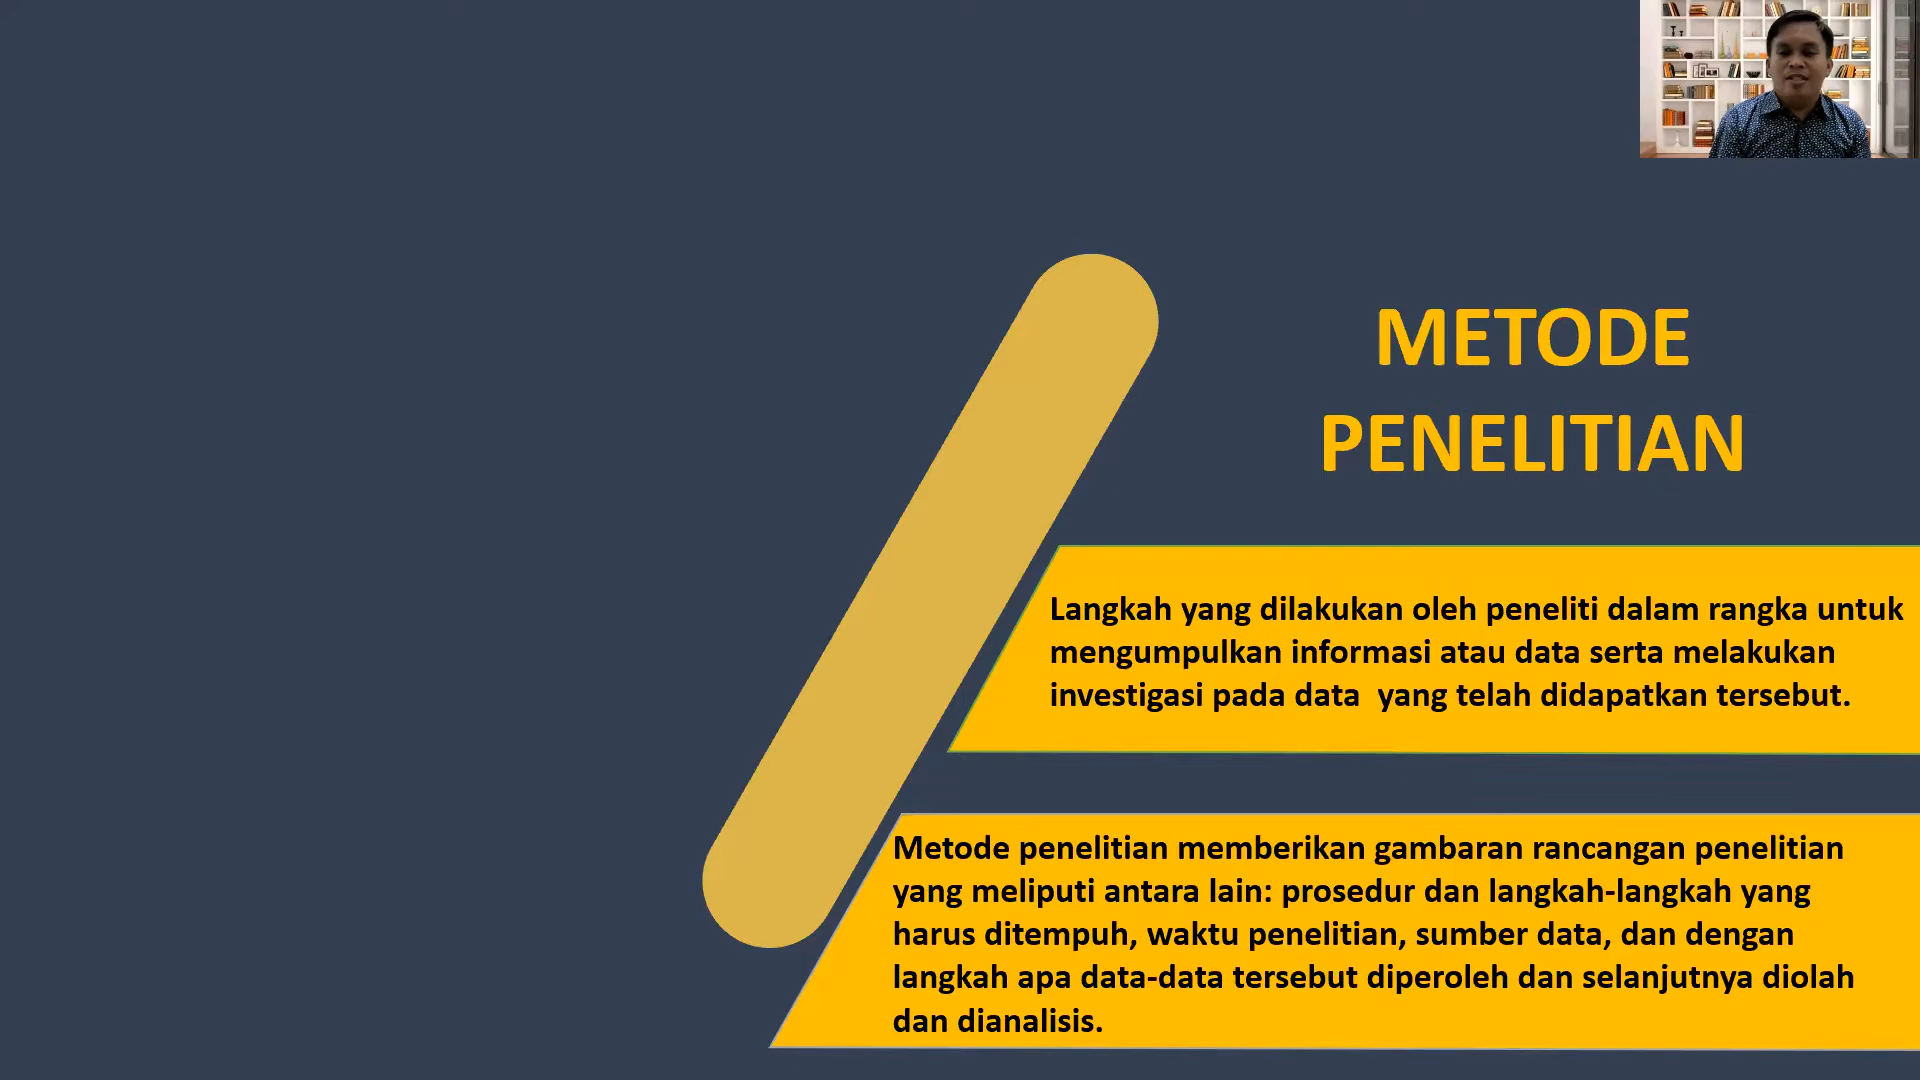 METODE
PENELITIAN
Langkah yang dilakukan oleh peneliti dalam rangka untuk
mengumpulkan informasi atau data serta melakukan
investigasi pada data  yang telah didapatkan tersebut.
Metode penelitian memberikan gambaran rancangan penelitian
yang meliputi antara lain: prosedur dan langkah-langkah yang
harus ditempuh, waktu penelitian, sumber data, dan dengan
langkah apa data-data tersebut diperoleh dan selanjutnya diolah
dan dianalisis.